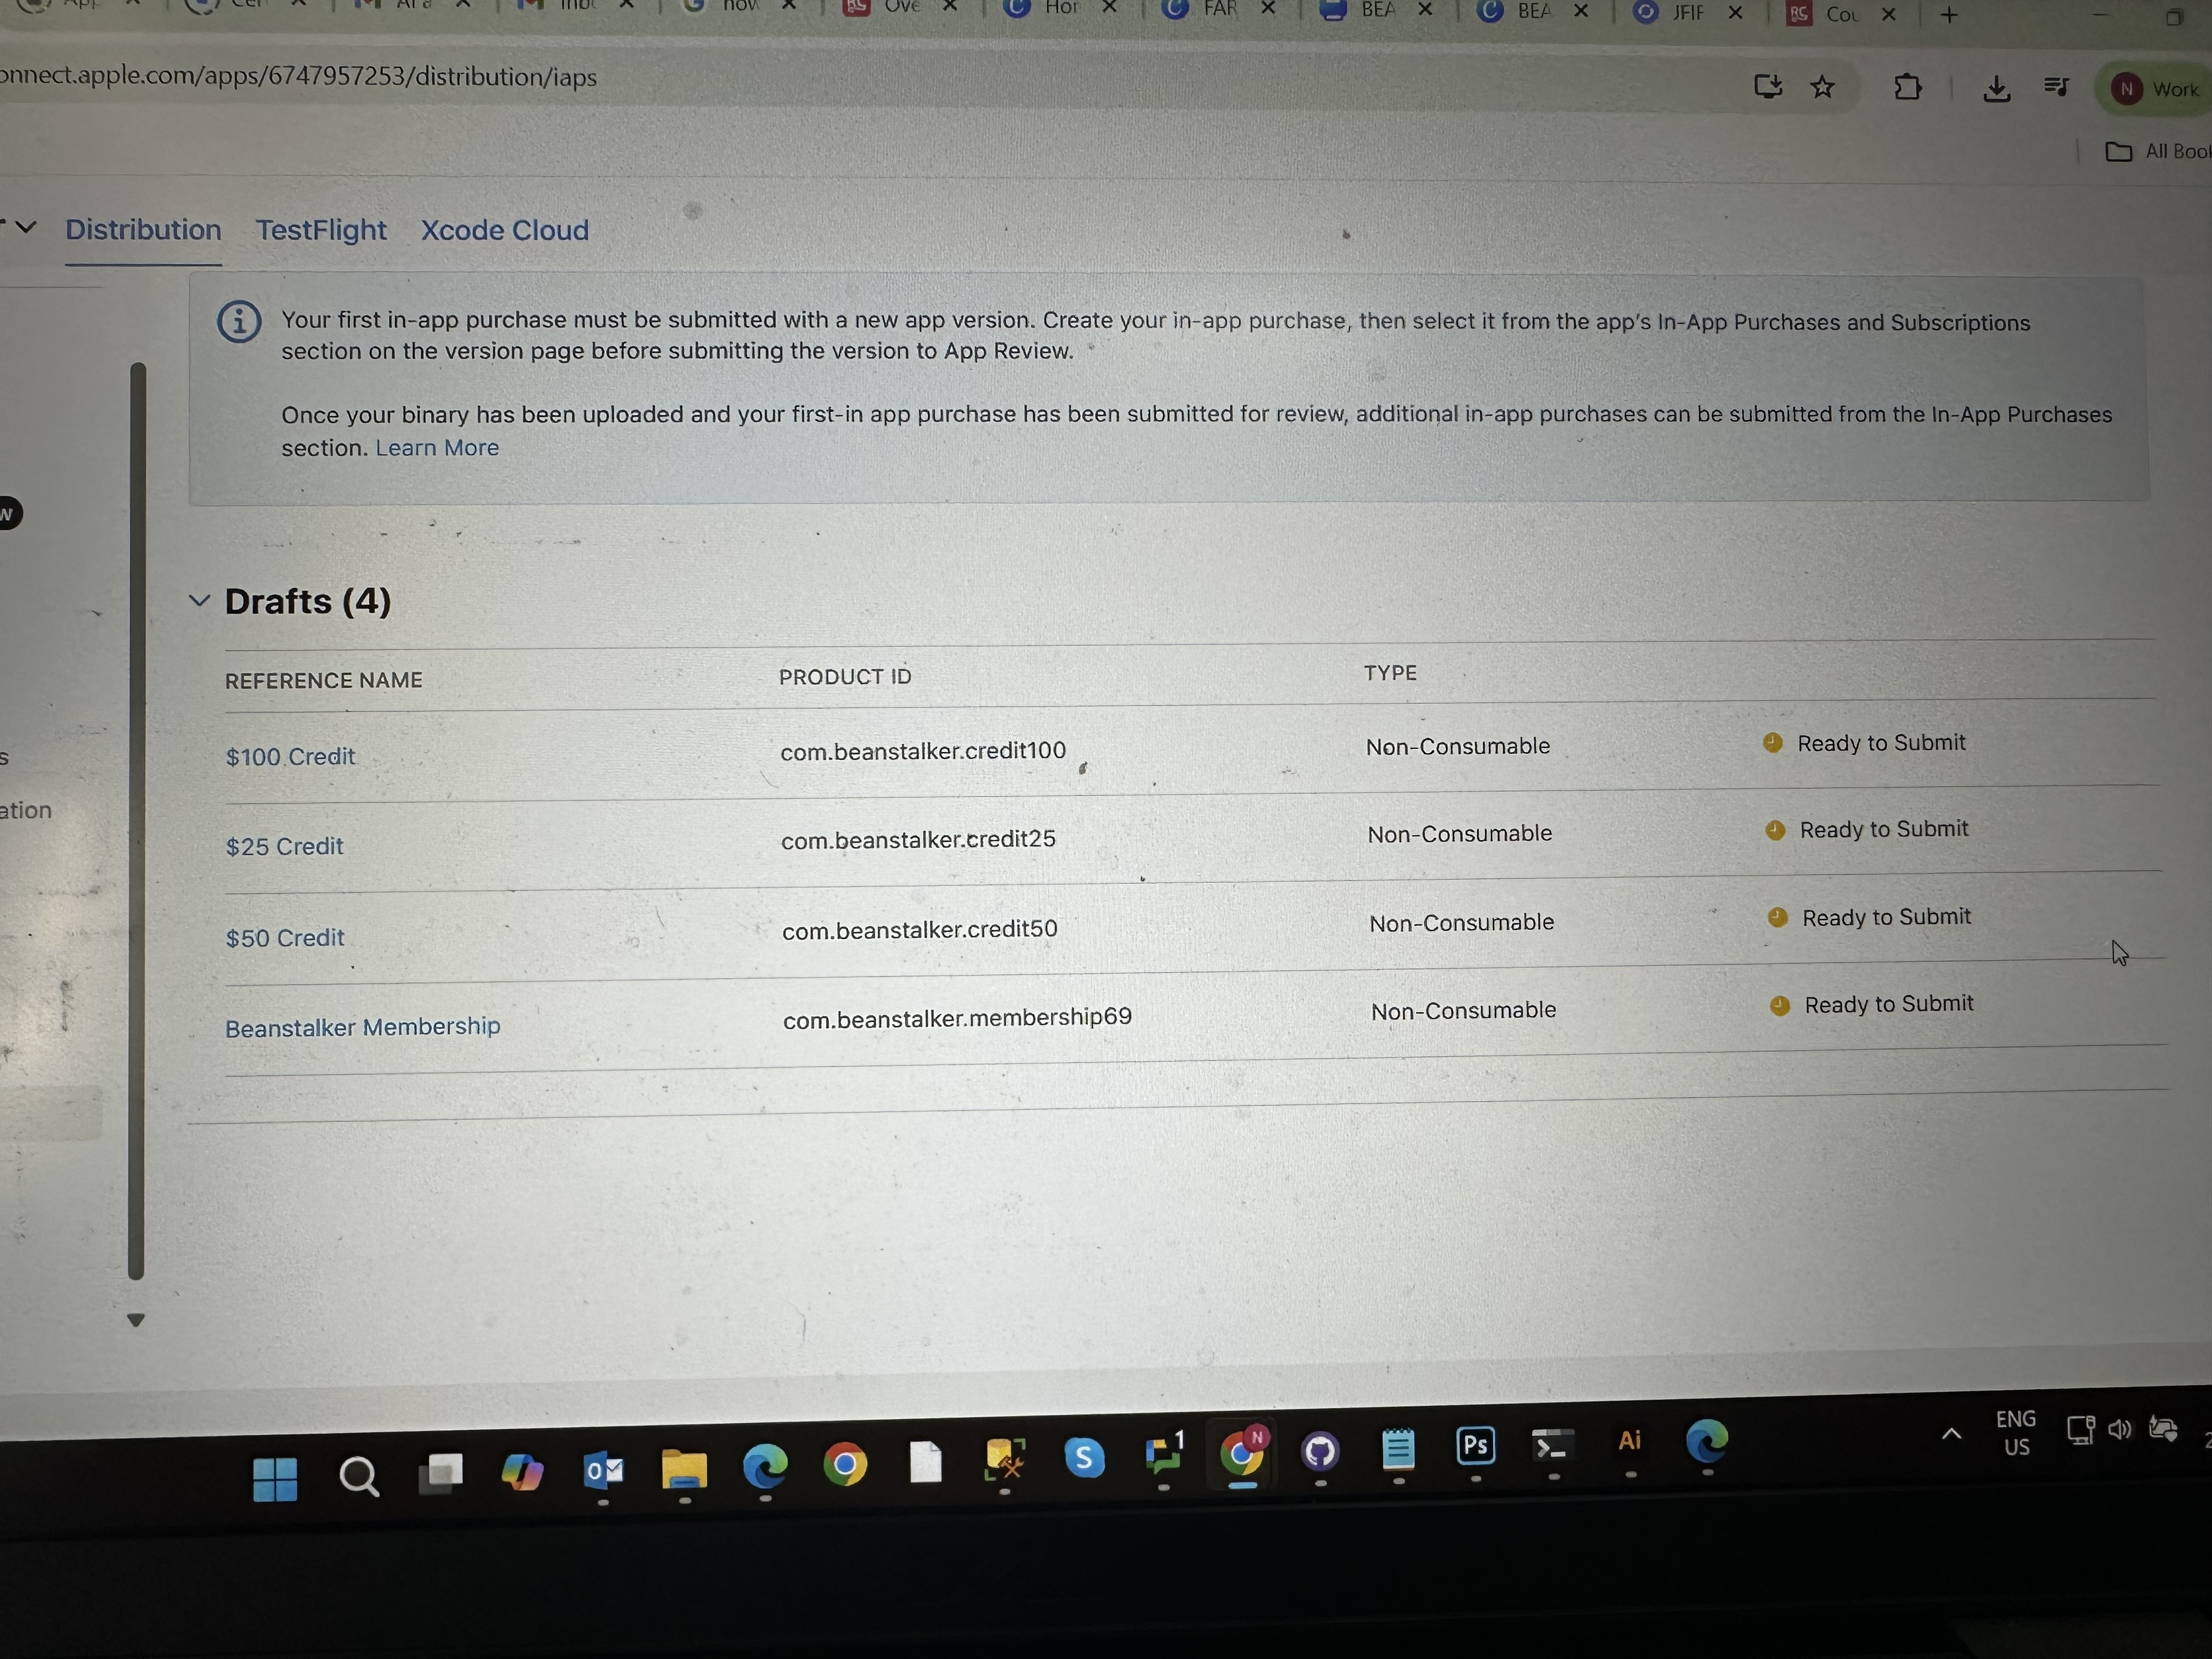 Hor
FAR
BEA
BEA
JFIF
Cou
onnect.apple.com/apps/6747957253/distribution/iaps
N Work
All Book
Distribution TestFlight Xcode Cloud
Your first in-app purchase must be submitted with a new app version. Create your in-app purchase, then select it from the app's In-App Purchases and Subscriptions
section on the version page before submitting the version to App Review.
Once your binary has been uploaded and your first-in app purchase has been submitted for review, additional in-app purchases can be submitted from the In-App Purchases
section. Learn More
Drafts (4)
REFERENCE NAME PRODUCT ID TYPE
$100 Credit com.beanstalker.credit100 Non-Consumable Ready to Submit
$25 Credit com.beanstalker.credit25 Non-Consumable Ready to Submit
ation
$50 Credit com.beanstalker.credit50 Non-Consumable Ready to Submit
Beanstalker Membership com.beanstalker.membership69 Non-Consumable Ready to Submit
1
N
S
Ps
Ai
ENG
US